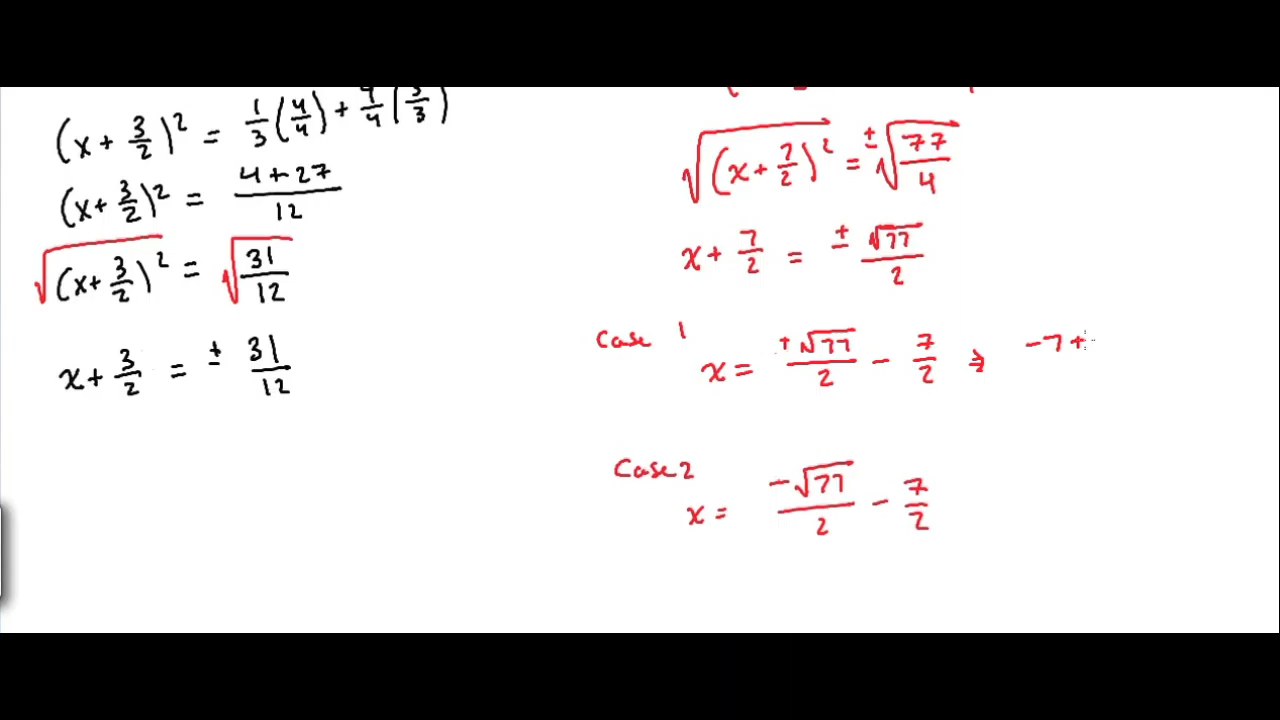 (x + 3/2)² = 1/3 (4/4) + 9/4 (3/3)
(x + 3/2)² = (4 + 27)/12
√(x + 3/2)² = √(31/12)
x + 3/2 = ± 31/12
√(x + 7/2)² = ± √(77/4)
x + 7/2 = ± √77/2
Case 1
x = +√77/2 − 7/2 ⇒ −7 +
Case 2
x = −√77/2 − 7/2